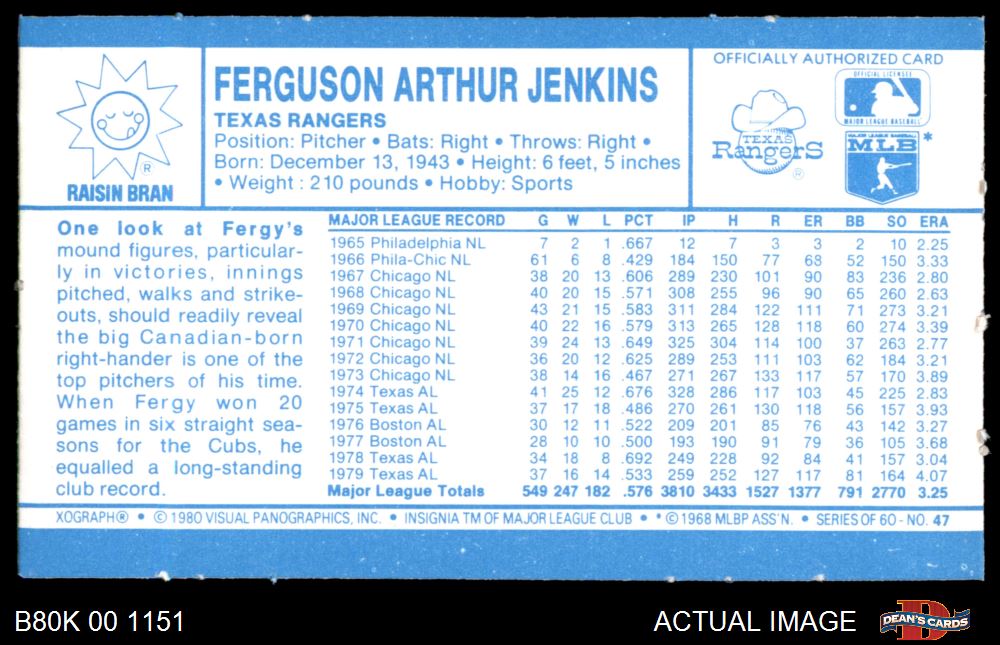 RAISIN BRAN
®
FERGUSON ARTHUR JENKINS
TEXAS RANGERS
Position: Pitcher • Bats: Right • Throws: Right •
Born: December 13, 1943 • Height: 6 feet, 5 inches
• Weight : 210 pounds • Hobby: Sports
OFFICIALLY AUTHORIZED CARD
TEXAS
RangerS
®
OFFICIAL LICENSEE
MAJOR LEAGUE BASEBALL
MAJOR LEAGUE BASEBALL
MLB *
One look at Fergy's
mound figures, particular-
ly in victories, innings
pitched, walks and strike-
outs, should readily reveal
the big Canadian-born
right-hander is one of the
top pitchers of his time.
When Fergy won 20
games in six straight sea-
sons for the Cubs, he
equalled a long-standing
club record.
MAJOR LEAGUE RECORD G W L PCT IP H R ER BB SO ERA
1965 Philadelphia NL 7 2 1 .667 12 7 3 3 2 10 2.25
1966 Phila-Chic NL 61 6 8 .429 184 150 77 68 52 150 3.33
1967 Chicago NL 38 20 13 .606 289 230 101 90 83 236 2.80
1968 Chicago NL 40 20 15 .571 308 255 96 90 65 260 2.63
1969 Chicago NL 43 21 15 .583 311 284 122 111 71 273 3.21
1970 Chicago NL 40 22 16 .579 313 265 128 118 60 274 3.39
1971 Chicago NL 39 24 13 .649 325 304 114 100 37 263 2.77
1972 Chicago NL 36 20 12 .625 289 253 111 103 62 184 3.21
1973 Chicago NL 38 14 16 .467 271 267 133 117 57 170 3.89
1974 Texas AL 41 25 12 .676 328 286 117 103 45 225 2.83
1975 Texas AL 37 17 18 .486 270 261 130 118 56 157 3.93
1976 Boston AL 30 12 11 .522 209 201 85 76 43 142 3.27
1977 Boston AL 28 10 10 .500 193 190 91 79 36 105 3.68
1978 Texas AL 34 18 8 .692 249 228 92 84 41 157 3.04
1979 Texas AL 37 16 14 .533 259 252 127 117 81 164 4.07
Major League Totals 549 247 182 .576 3810 3433 1527 1377 791 2770 3.25
XOGRAPH® • © 1980 VISUAL PANOGRAPHICS, INC. • INSIGNIA TM OF MAJOR LEAGUE CLUB • * © 1968 MLBP ASS'N. • SERIES OF 60 - NO. 47
B80K 00 1151
ACTUAL IMAGE
DEAN'S CARDS